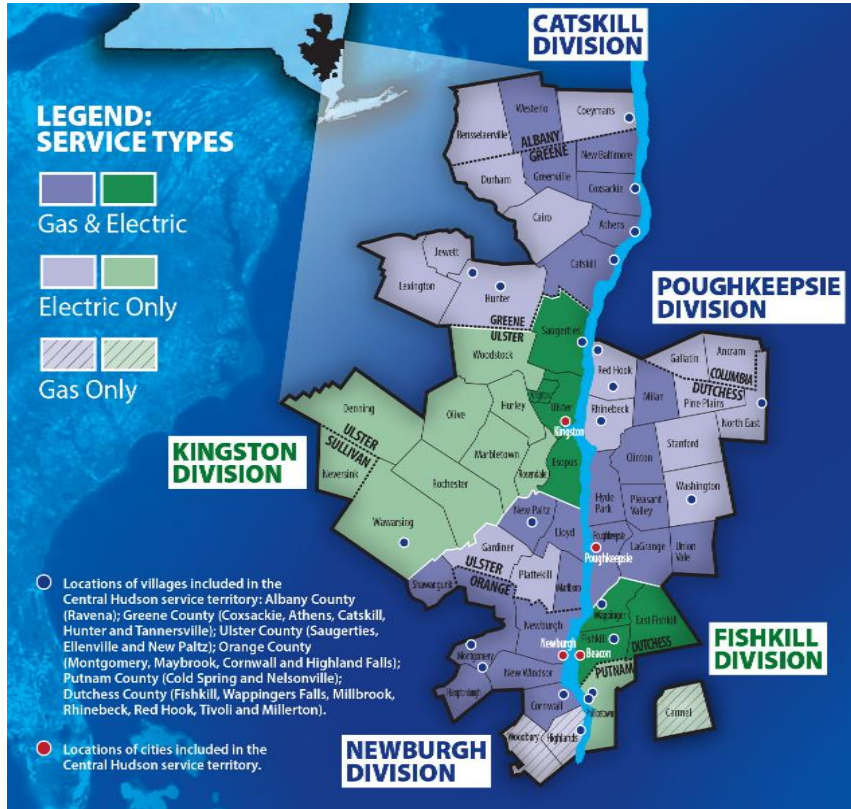 CATSKILL
DIVISION
LEGEND:
SERVICE TYPES
Gas & Electric
Electric Only
Gas Only
Westerlo
Coeymans
Rensselaerville
ALBANY
GREENE
New Baltimore
Durham
Greenville
Coxsackie
Cairo
Athens
Catskill
Jewett
Lexington
Hunter
GREENE
ULSTER
POUGHKEEPSIE
DIVISION
Saugerties
Woodstock
Ancram
Gallatin
COLUMBIA
Red Hook
DUTCHESS
Milan
Pine Plains
Rhinebeck
North East
Denning
Olive
Hurley
Ulster
Kingston
KINGSTON
DIVISION
ULSTER
SULLIVAN
Neversink
Marbletown
Esopus
Rosendale
Rochester
Stanford
Clinton
Washington
Hyde
Park
Pleasant
Valley
Wawarsing
New Paltz
Lloyd
Poughkeepsie
Poughkeepsie
LaGrange
Union
Vale
Gardiner
ULSTER
ORANGE
Plattekill
Marlboro
Shawangunk
Locations of villages included in the
Central Hudson service territory: Albany County
(Ravena); Greene County (Coxsackie, Athens, Catskill,
Hunter and Tannersville); Ulster County (Saugerties,
Ellenville and New Paltz); Orange County
(Montgomery, Maybrook, Cornwall and Highland Falls);
Putnam County (Cold Spring and Nelsonville);
Dutchess County (Fishkill, Wappingers Falls, Millbrook,
Rhinebeck, Red Hook, Tivoli and Millerton).
Locations of cities included in the
Central Hudson service territory.
Wappinger
East Fishkill
Newburgh
Fishkill
DUTCHESS
Newburgh
Beacon
PUTNAM
FISHKILL
DIVISION
Montgomery
New Windsor
Hamptonburgh
Cornwall
Philipstown
Carmel
Woodbury
Highlands
NEWBURGH
DIVISION